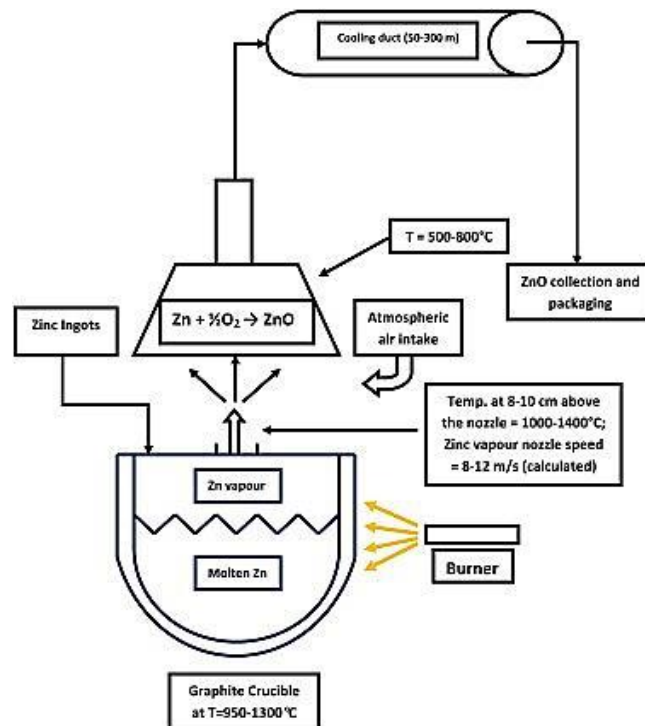 Cooling duct (50-300 m)
T = 500-800°C
ZnO collection and
packaging
Zn + ½O₂ → ZnO
Zinc Ingots
Atmospheric
air intake
Temp. at 8-10 cm above
the nozzle = 1000-1400°C;
Zinc vapour nozzle speed
= 8-12 m/s (calculated)
Zn vapour
Molten Zn
Burner
Graphite Crucible
at T=950-1300°C